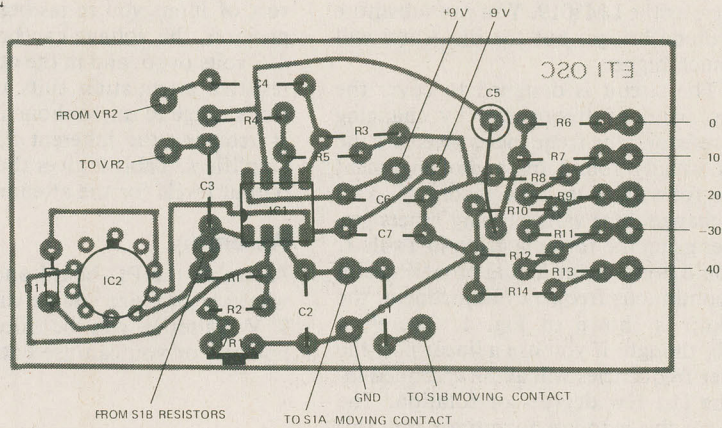 +9 V
-9 V
ETI OSC
C5
C4
FROM VR2
R4
R3
R6
0
TO VR2
R5
R7
-10
R8
C3
R9
-20
IC1
C6
R10
C7
R11
-30
R12
IC2
R1
R13
-40
D1
R14
R2
C2
C1
VR1
GND
TO S1B MOVING CONTACT
FROM S1B RESISTORS
TO S1A MOVING CONTACT